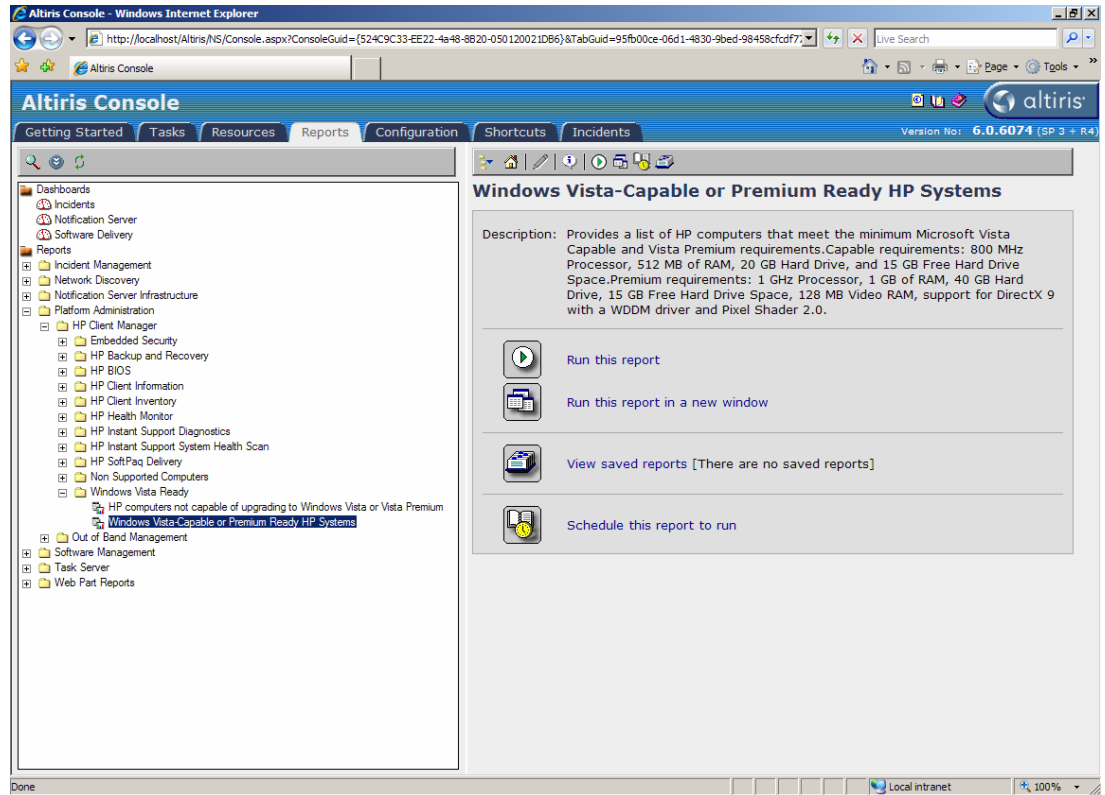 Altiris Console - Windows Internet Explorer
http://localhost/Altiris/NS/Console.aspx?ConsoleGuid={524C9C33-EE22-4a48-8B20-050120021DB6}&TabGuid=95fb00ce-06d1-4830-9bed-98458cfcdf7
Live Search
Altiris Console
Page
Tools
»
Altiris Console
altiris
Getting Started
Tasks
Resources
Reports
Configuration
Shortcuts
Incidents
Version No: 6.0.6074 (SP 3 + R4)
Dashboards
Incidents
Notification Server
Software Delivery
Reports
Incident Management
Network Discovery
Notification Server Infrastructure
Platform Administration
HP Client Manager
Embedded Security
HP Backup and Recovery
HP BIOS
HP Client Information
HP Client Inventory
HP Health Monitor
HP Instant Support Diagnostics
HP Instant Support System Health Scan
HP SoftPaq Delivery
Non Supported Computers
Windows Vista Ready
HP computers not capable of upgrading to Windows Vista or Vista Premium
Windows Vista-Capable or Premium Ready HP Systems
Out of Band Management
Software Management
Task Server
Web Part Reports
Windows Vista-Capable or Premium Ready HP Systems
Description: Provides a list of HP computers that meet the minimum Microsoft Vista
Capable and Vista Premium requirements.Capable requirements: 800 MHz
Processor, 512 MB of RAM, 20 GB Hard Drive, and 15 GB Free Hard Drive
Space.Premium requirements: 1 GHz Processor, 1 GB of RAM, 40 GB Hard
Drive, 15 GB Free Hard Drive Space, 128 MB Video RAM, support for DirectX 9
with a WDDM driver and Pixel Shader 2.0.
Run this report
Run this report in a new window
View saved reports [There are no saved reports]
Schedule this report to run
Done
Local intranet
100%